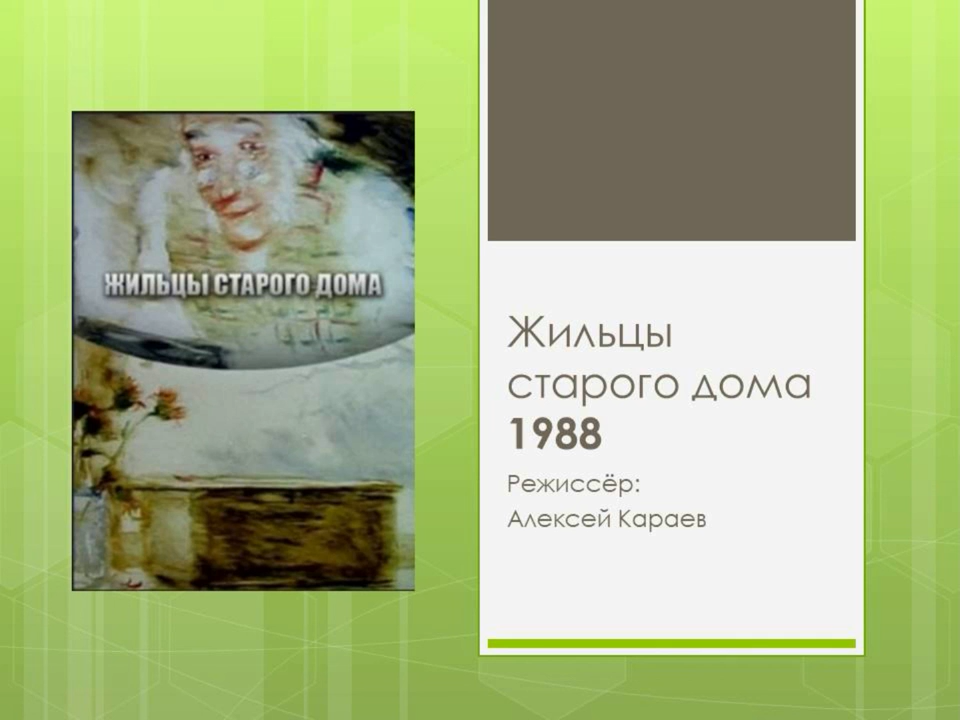 ЖИЛЬЦЫ СТАРОГО ДОМА
Жильцы
старого дома
1988
Режиссёр:
Алексей Караев